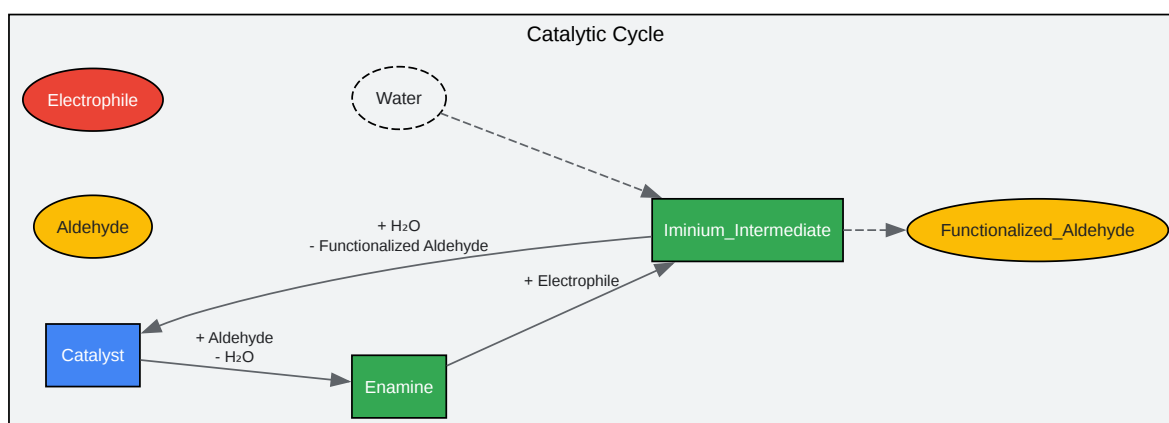 Catalytic Cycle
Electrophile
Water
Aldehyde
+ H₂O
- Functionalized Aldehyde
Iminium_Intermediate
Functionalized_Aldehyde
+ Electrophile
Catalyst
+ Aldehyde
- H₂O
Enamine